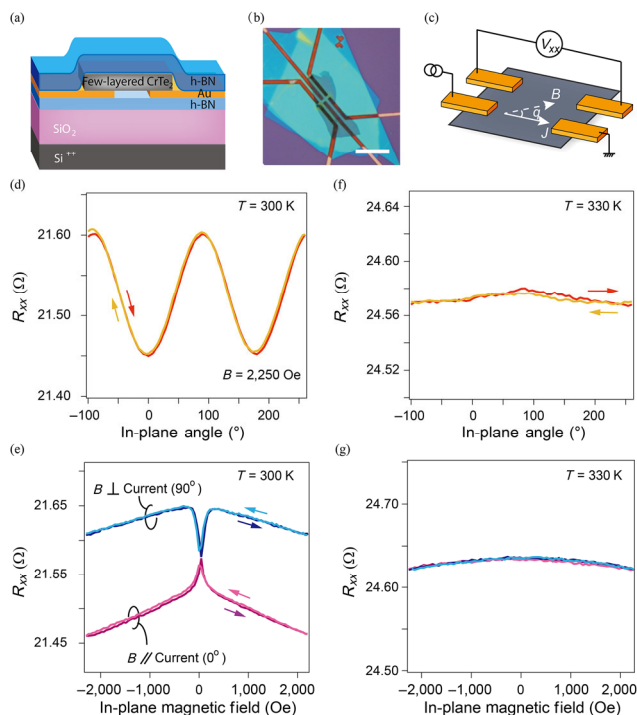 (a)
Few-layered CrTe₂
h-BN
Au
h-BN
SiO₂
Si ++
(b)
(c)
Vxx
B
q
J
(d)
T = 300 K
21.60
21.50
21.40
Rxx (Ω)
B = 2,250 Oe
–100 0 100 200
In-plane angle (°)
(f)
T = 330 K
24.64
24.58
24.52
Rxx (Ω)
–100 0 100 200
In-plane angle (°)
(e)
T = 300 K
B ⊥ Current (90°)
21.65
21.55
21.45
Rxx (Ω)
B // Current (0°)
–2,000 –1,000 0 1,000 2,000
In-plane magnetic field (Oe)
(g)
T = 330 K
24.70
24.60
24.50
Rxx (Ω)
–2,000 –1,000 0 1,000 2,000
In-plane magnetic field (Oe)